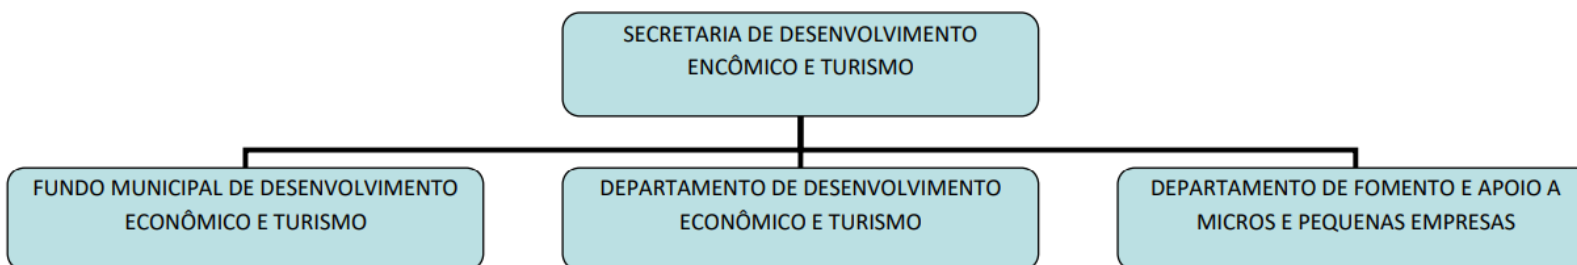 SECRETARIA DE DESENVOLVIMENTO
ENCÔMICO E TURISMO
FUNDO MUNICIPAL DE DESENVOLVIMENTO
ECONÔMICO E TURISMO
DEPARTAMENTO DE DESENVOLVIMENTO
ECONÔMICO E TURISMO
DEPARTAMENTO DE FOMENTO E APOIO A
MICROS E PEQUENAS EMPRESAS